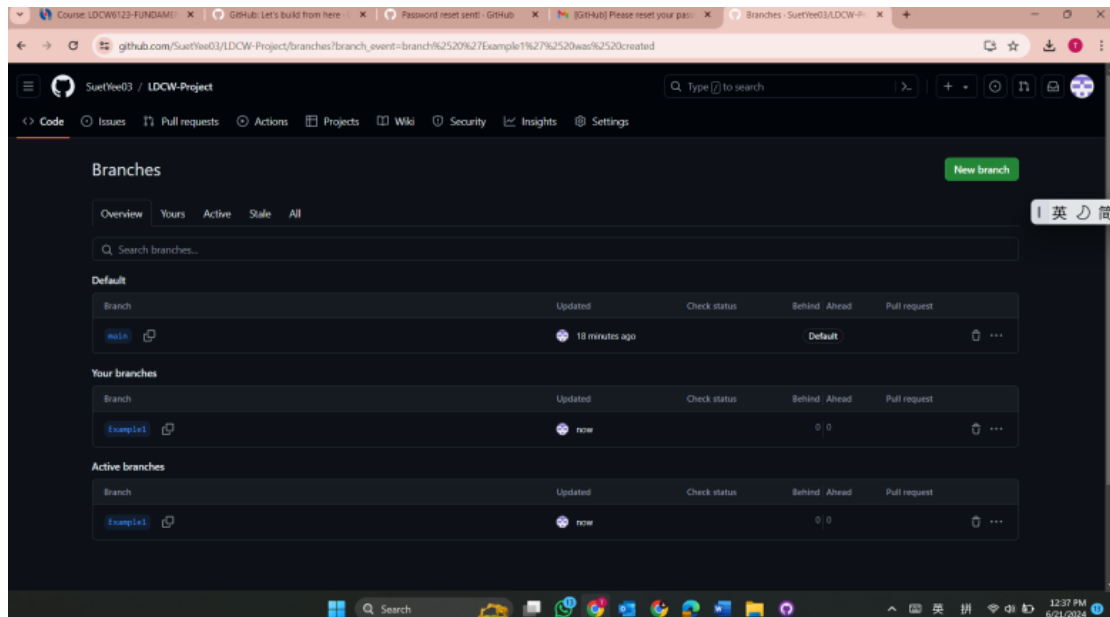 Course: LDCW6123-FUNDAME
GitHub: Let's build from here ·
Password reset sent! · GitHub
[GitHub] Please reset your pass
Branches · SuetYee03/LDCW-Pr
github.com/SuetYee03/LDCW-Project/branches?branch_event=branch%2520%27Example1%27%2520was%2520created
SuetYee03 / LDCW-Project
Type / to search
Code Issues Pull requests Actions Projects Wiki Security Insights Settings
Branches
New branch
Overview Yours Active Stale All
英 简
Search branches...
Default
Branch Updated Check status Behind Ahead Pull request
main 18 minutes ago Default
Your branches
Branch Updated Check status Behind Ahead Pull request
Example1 now 0 0
Active branches
Branch Updated Check status Behind Ahead Pull request
Example1 now 0 0
Search
英 拼
12:37 PM
6/21/2024